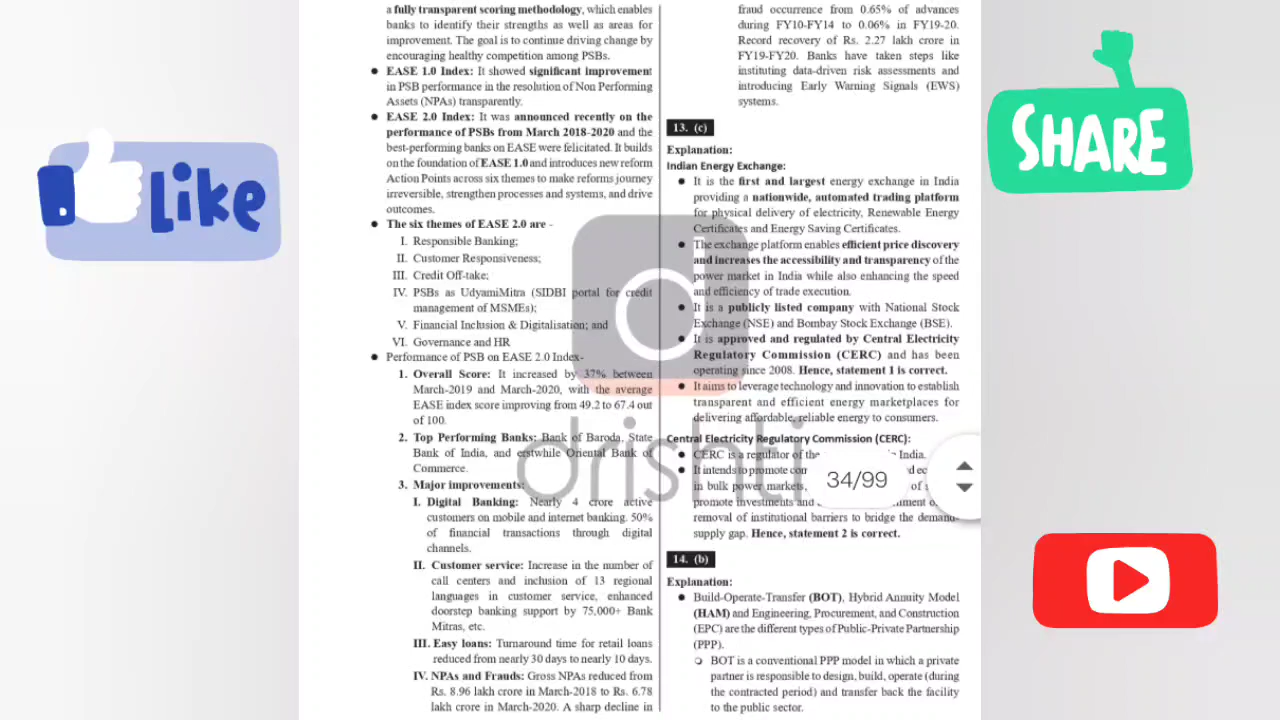 a fully transparent scoring methodology, which enables
banks to identify their strengths as well as areas for
improvement. The goal is to continue driving change by
encouraging healthy competition among PSBs.
● EASE 1.0 Index: It showed significant improvement
in PSB performance in the resolution of Non Performing
Assets (NPAs) transparently.
● EASE 2.0 Index: It was announced recently on the
performance of PSBs from March 2018-2020 and the
best-performing banks on EASE were felicitated. It builds
on the foundation of EASE 1.0 and introduces new reform
Action Points across six themes to make reforms journey
irreversible, strengthen processes and systems, and drive
outcomes.
● The six themes of EASE 2.0 are -
I. Responsible Banking;
II. Customer Responsiveness;
III. Credit Off-take;
IV. PSBs as UdyamiMitra (SIDBI portal for credit
management of MSMEs);
V. Financial Inclusion & Digitalisation; and
VI. Governance and HR
● Performance of PSB on EASE 2.0 Index-
1. Overall Score: It increased by 37% between
March-2019 and March-2020, with the average
EASE index score improving from 49.2 to 67.4 out
of 100.
2. Top Performing Banks: Bank of Baroda, State
Bank of India, and erstwhile Oriental Bank of
Commerce.
3. Major improvements:
I. Digital Banking: Nearly 4 crore active
customers on mobile and internet banking. 50%
of financial transactions through digital
channels.
II. Customer service: Increase in the number of
call centers and inclusion of 13 regional
languages in customer service, enhanced
doorstep banking support by 75,000+ Bank
Mitras, etc.
III. Easy loans: Turnaround time for retail loans
reduced from nearly 30 days to nearly 10 days.
IV. NPAs and Frauds: Gross NPAs reduced from
Rs. 8.96 lakh crore in March-2018 to Rs. 6.78
lakh crore in March-2020. A sharp decline in
fraud occurrence from 0.65% of advances
during FY10-FY14 to 0.06% in FY19-20.
Record recovery of Rs. 2.27 lakh crore in
FY19-FY20. Banks have taken steps like
instituting data-driven risk assessments and
introducing Early Warning Signals (EWS)
systems.
13. (c)
Explanation:
Indian Energy Exchange:
● It is the first and largest energy exchange in India
providing a nationwide, automated trading platform
for physical delivery of electricity, Renewable Energy
Certificates and Energy Saving Certificates.
● The exchange platform enables efficient price discovery
and increases the accessibility and transparency of the
power market in India while also enhancing the speed
and efficiency of trade execution.
● It is a publicly listed company with National Stock
Exchange (NSE) and Bombay Stock Exchange (BSE).
● It is approved and regulated by Central Electricity
Regulatory Commission (CERC) and has been
operating since 2008. Hence, statement 1 is correct.
● It aims to leverage technology and innovation to establish
transparent and efficient energy marketplaces for
delivering affordable, reliable energy to consumers.
Central Electricity Regulatory Commission (CERC):
● CERC is a regulator of the India.
● It intends to promote
in bulk power markets, of
promote investments and
removal of institutional barriers to bridge the demand-
supply gap. Hence, statement 2 is correct.
14. (b)
Explanation:
● Build-Operate-Transfer (BOT), Hybrid Annuity Model
(HAM) and Engineering, Procurement, and Construction
(EPC) are the different types of Public-Private Partnership
(PPP).
❍ BOT is a conventional PPP model in which a private
partner is responsible to design, build, operate (during
the contracted period) and transfer back the facility
to the public sector.
34/99
drishti
LIKE
SHARE